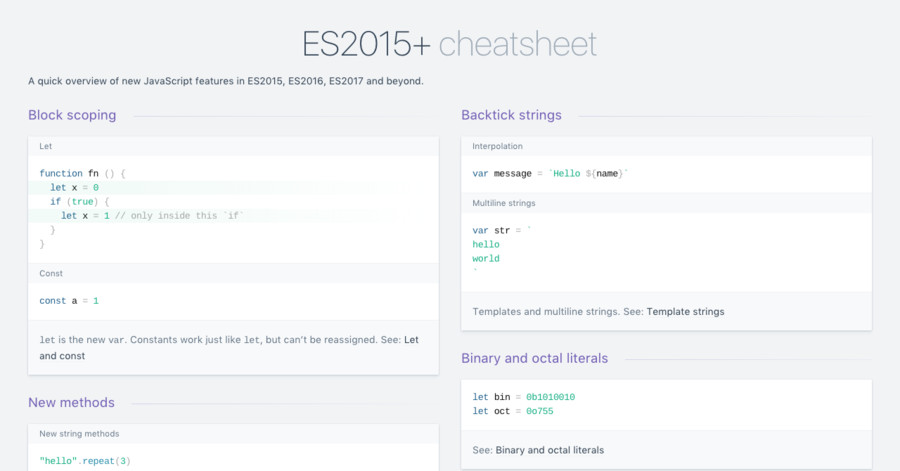 ES2015+ cheatsheet
A quick overview of new JavaScript features in ES2015, ES2016, ES2017 and beyond.
Block scoping
Let
function fn () {
  let x = 0
  if (true) {
    let x = 1 // only inside this `if`
  }
}
Const
const a = 1
let is the new var. Constants work just like let, but can't be reassigned. See: Let
and const
New methods
New string methods
"hello".repeat(3)
Backtick strings
Interpolation
var message = `Hello ${name}`
Multiline strings
var str = `
hello
world
`
Templates and multiline strings. See: Template strings
Binary and octal literals
let bin = 0b1010010
let oct = 0o755
See: Binary and octal literals